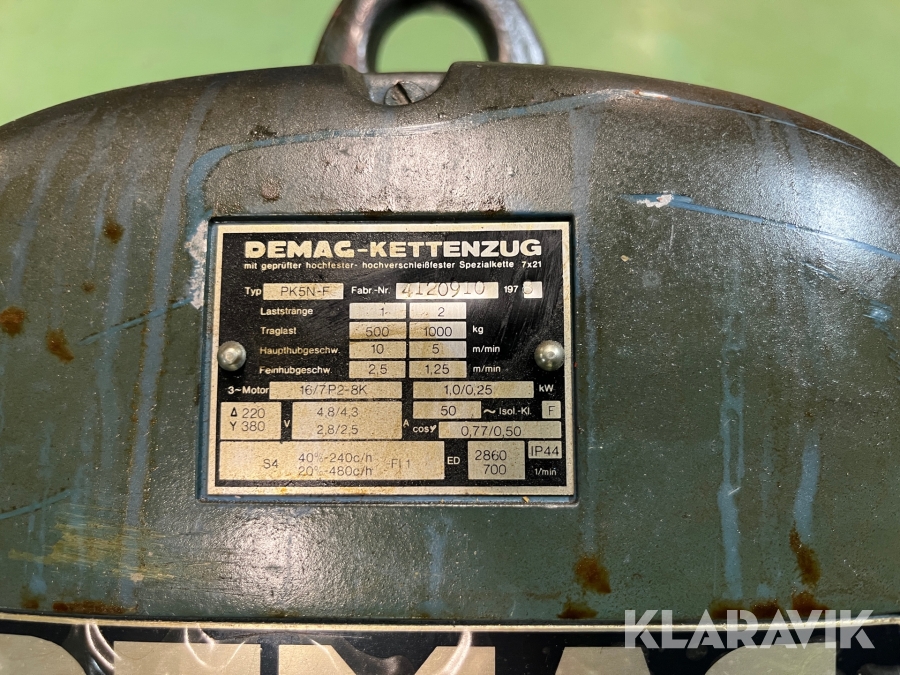 DEMAG-KETTENZUG
mit geprüfter hochfester- hochverschleißfester Spezialkette 7x21
Typ PK5N-F Fabr.-Nr. 4120910 197
Laststränge 1 2
Traglast 500 1000 kg
Haupthubgeschw. 10 5 m/min
Feinhubgeschw. 2,5 1,25 m/min
3~Motor 16/7P2-8K 1,0/0,25 kW
Δ 220 V 4,8/4,3 A 50 ~ Isol.-Kl. F
Y 380 2,8/2,5 cosφ 0,77/0,50
S4 40%-240c/h FI 1 ED 2860 IP44
20%-480c/h 700 1/min
KLARAVIK